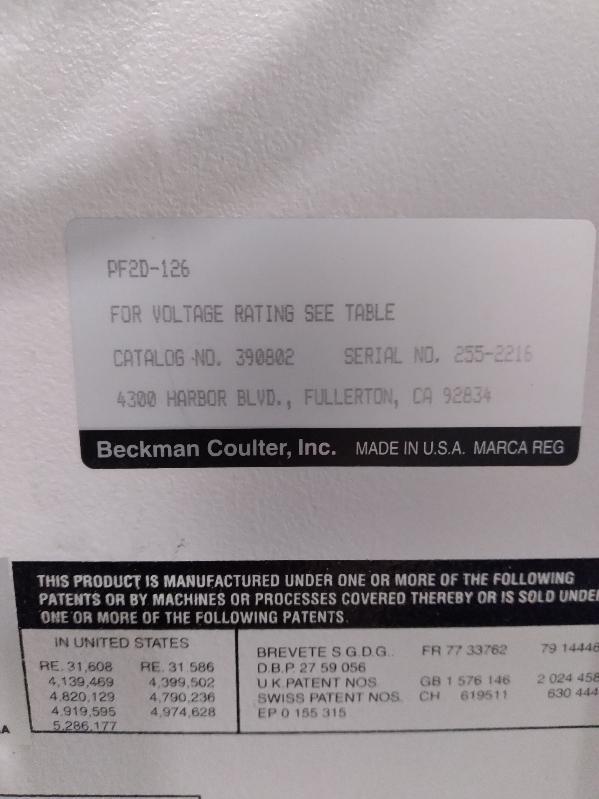 PF2D-126
FOR VOLTAGE RATING SEE TABLE
CATALOG NO. 390802 SERIAL NO. 255-2216
4300 HARBOR BLVD., FULLERTON, CA 92834
Beckman Coulter, Inc. MADE IN U.S.A. MARCA REG
THIS PRODUCT IS MANUFACTURED UNDER ONE OR MORE OF THE FOLLOWING
PATENTS OR BY MACHINES OR PROCESSES COVERED THEREBY OR IS SOLD UNDE
ONE OR MORE OF THE FOLLOWING PATENTS.
IN UNITED STATES
RE. 31,608 RE. 31 586
4,139,469 4,399,502
4,820,129 4,790,236
4,919,595 4,974,628
5,286,177
BREVETE S.G.D.G.. FR 77 33762 79 14448
D.B.P. 27 59 056
U.K. PATENT NOS. GB 1 576 146 2 024 458
SWISS PATENT NOS. CH 619511 630 444
EP 0 155 315
A